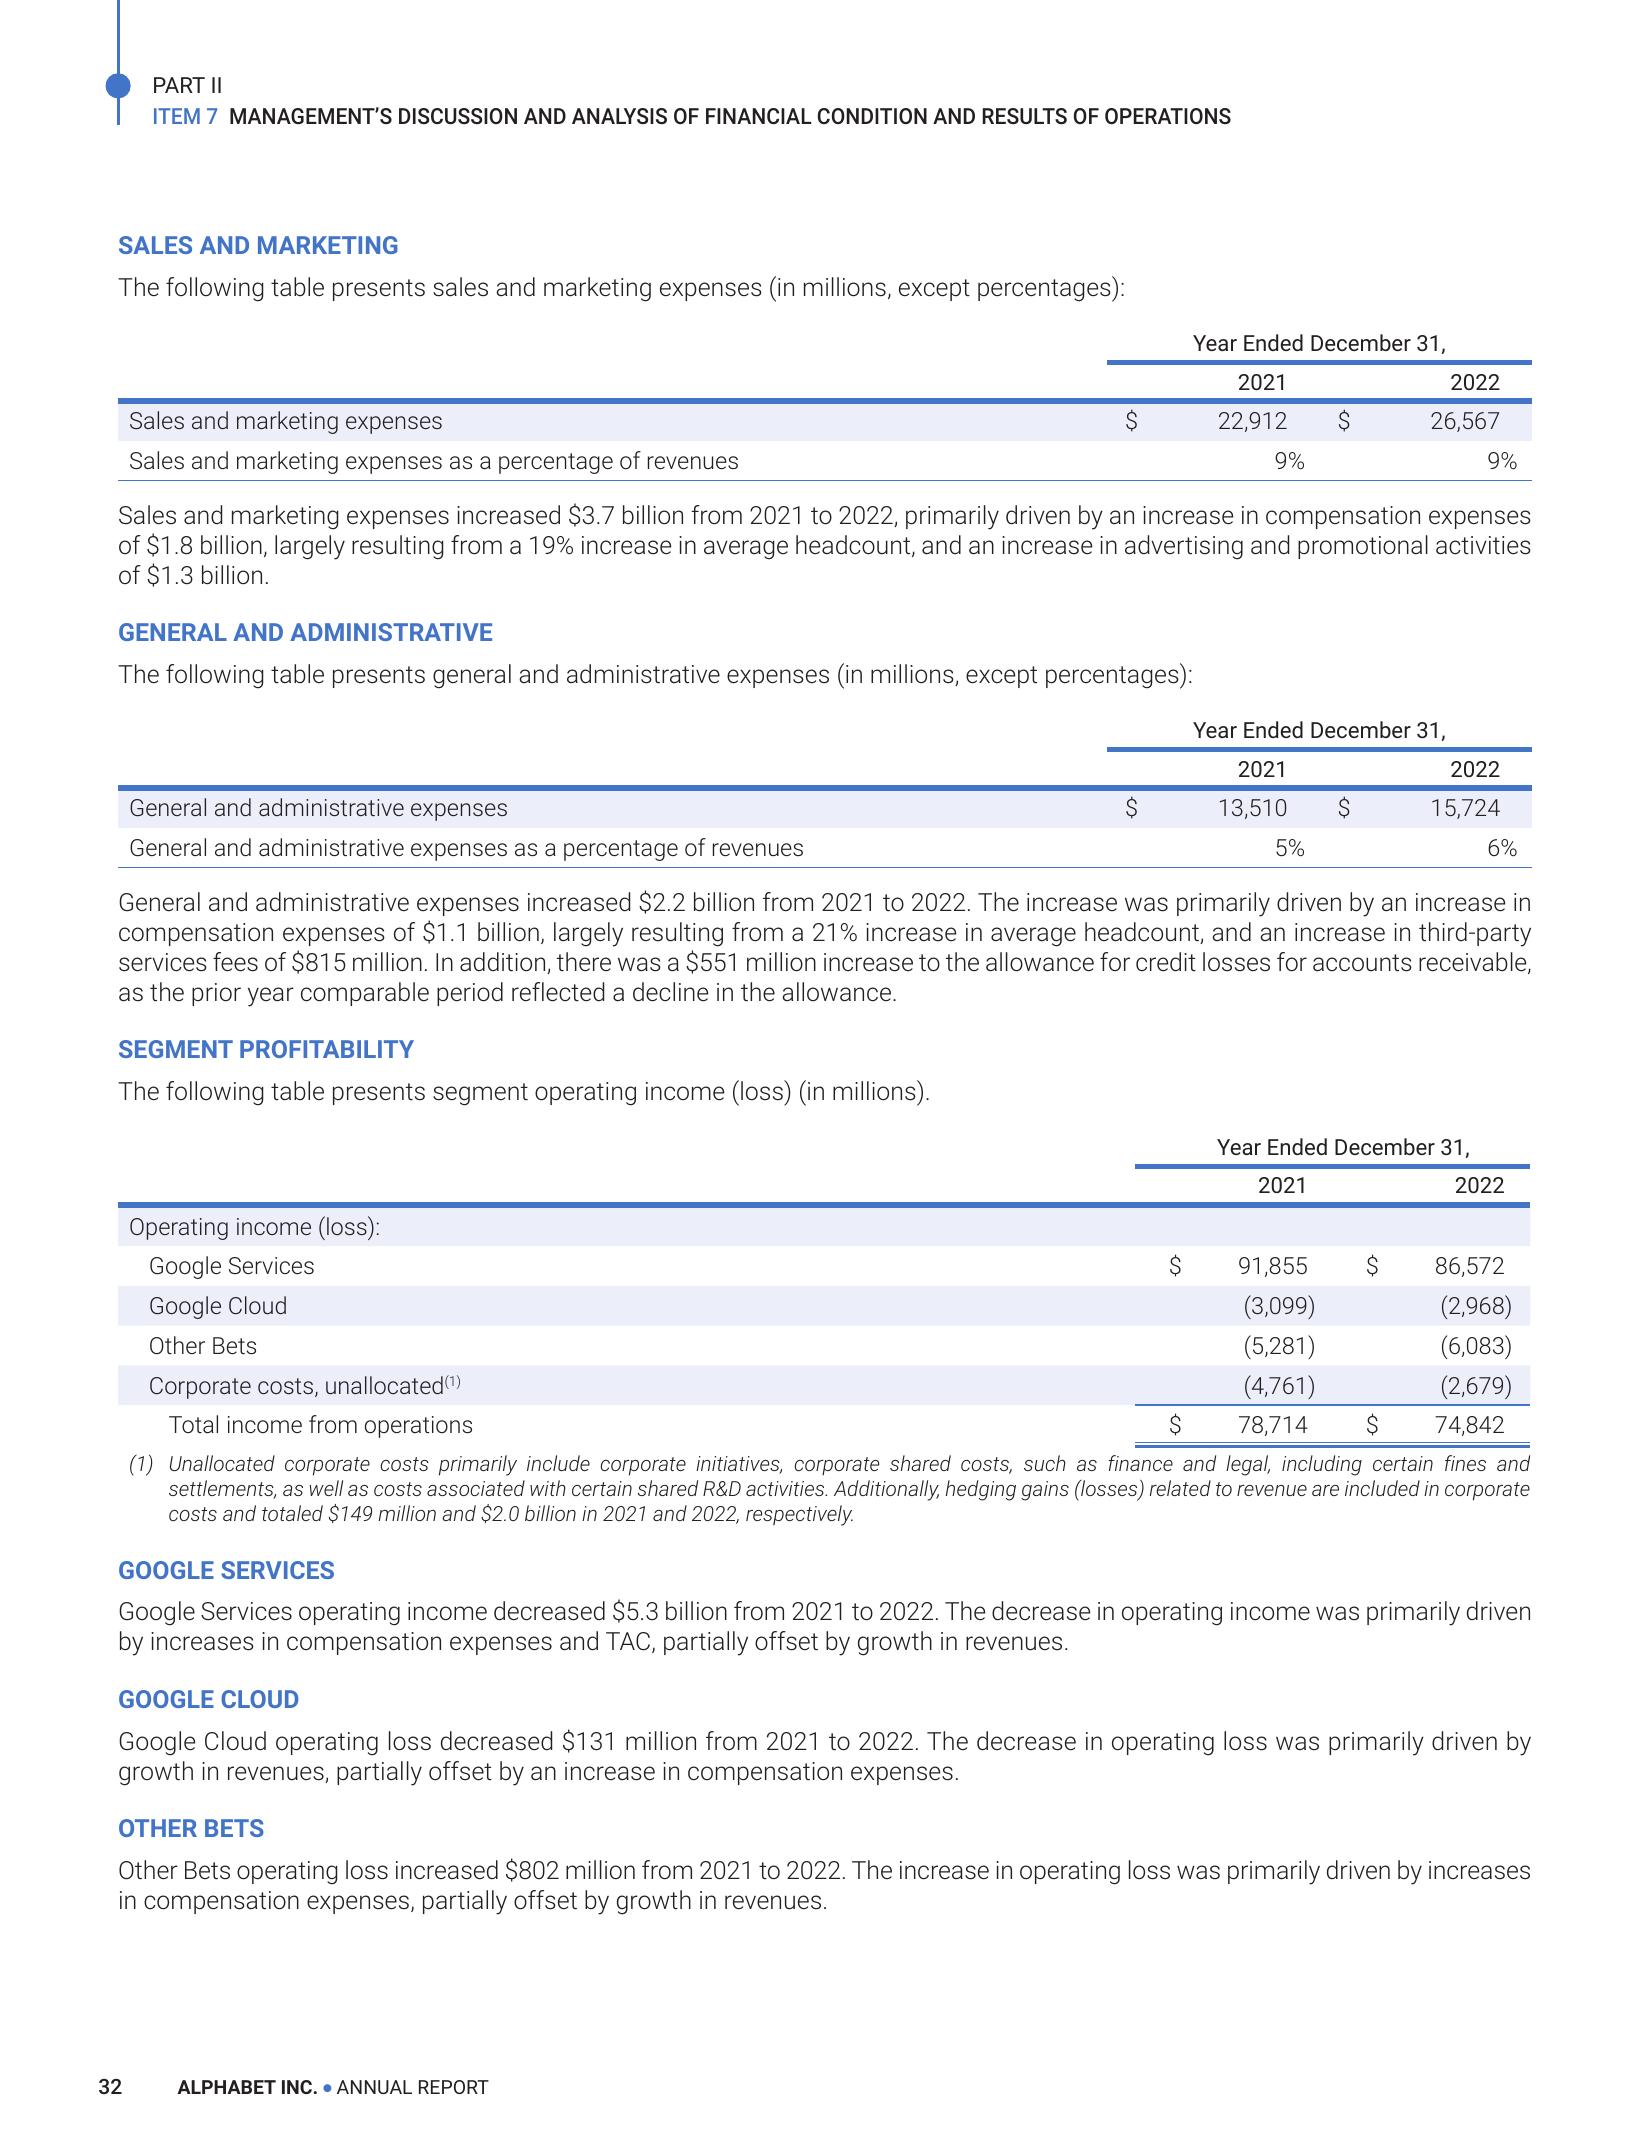 PART II
ITEM 7 MANAGEMENT’S DISCUSSION AND ANALYSIS OF FINANCIAL CONDITION AND RESULTS OF OPERATIONS
SALES AND MARKETING
The following table presents sales and marketing expenses (in millions, except percentages):
Year Ended December 31,
2021 2022
Sales and marketing expenses $ 22,912 $ 26,567
Sales and marketing expenses as a percentage of revenues 9% 9%
Sales and marketing expenses increased $3.7 billion from 2021 to 2022, primarily driven by an increase in compensation expenses
of $1.8 billion, largely resulting from a 19% increase in average headcount, and an increase in advertising and promotional activities
of $1.3 billion.
GENERAL AND ADMINISTRATIVE
The following table presents general and administrative expenses (in millions, except percentages):
Year Ended December 31,
2021 2022
General and administrative expenses $ 13,510 $ 15,724
General and administrative expenses as a percentage of revenues 5% 6%
General and administrative expenses increased $2.2 billion from 2021 to 2022. The increase was primarily driven by an increase in
compensation expenses of $1.1 billion, largely resulting from a 21% increase in average headcount, and an increase in third-party
services fees of $815 million. In addition, there was a $551 million increase to the allowance for credit losses for accounts receivable,
as the prior year comparable period reflected a decline in the allowance.
SEGMENT PROFITABILITY
The following table presents segment operating income (loss) (in millions).
Year Ended December 31,
2021 2022
Operating income (loss):
Google Services $ 91,855 $ 86,572
Google Cloud (3,099) (2,968)
Other Bets (5,281) (6,083)
Corporate costs, unallocated(1) (4,761) (2,679)
Total income from operations $ 78,714 $ 74,842
(1) Unallocated corporate costs primarily include corporate initiatives, corporate shared costs, such as finance and legal, including certain fines and
settlements, as well as costs associated with certain shared R&D activities. Additionally, hedging gains (losses) related to revenue are included in corporate
costs and totaled $149 million and $2.0 billion in 2021 and 2022, respectively.
GOOGLE SERVICES
Google Services operating income decreased $5.3 billion from 2021 to 2022. The decrease in operating income was primarily driven
by increases in compensation expenses and TAC, partially offset by growth in revenues.
GOOGLE CLOUD
Google Cloud operating loss decreased $131 million from 2021 to 2022. The decrease in operating loss was primarily driven by
growth in revenues, partially offset by an increase in compensation expenses.
OTHER BETS
Other Bets operating loss increased $802 million from 2021 to 2022. The increase in operating loss was primarily driven by increases
in compensation expenses, partially offset by growth in revenues.
32 ALPHABET INC. • ANNUAL REPORT